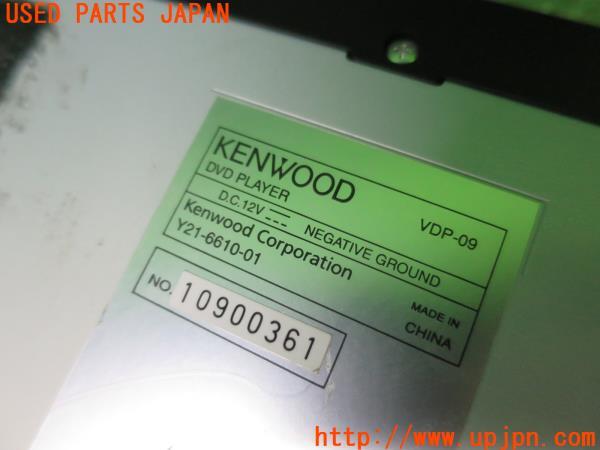 USED PARTS JAPAN
KENWOOD
DVD PLAYER
VDP-09
D.C.12V NEGATIVE GROUND
Kenwood Corporation
Y21-6610-01
MADE IN
CHINA
NO. 10900361
http://www.upjpn.com